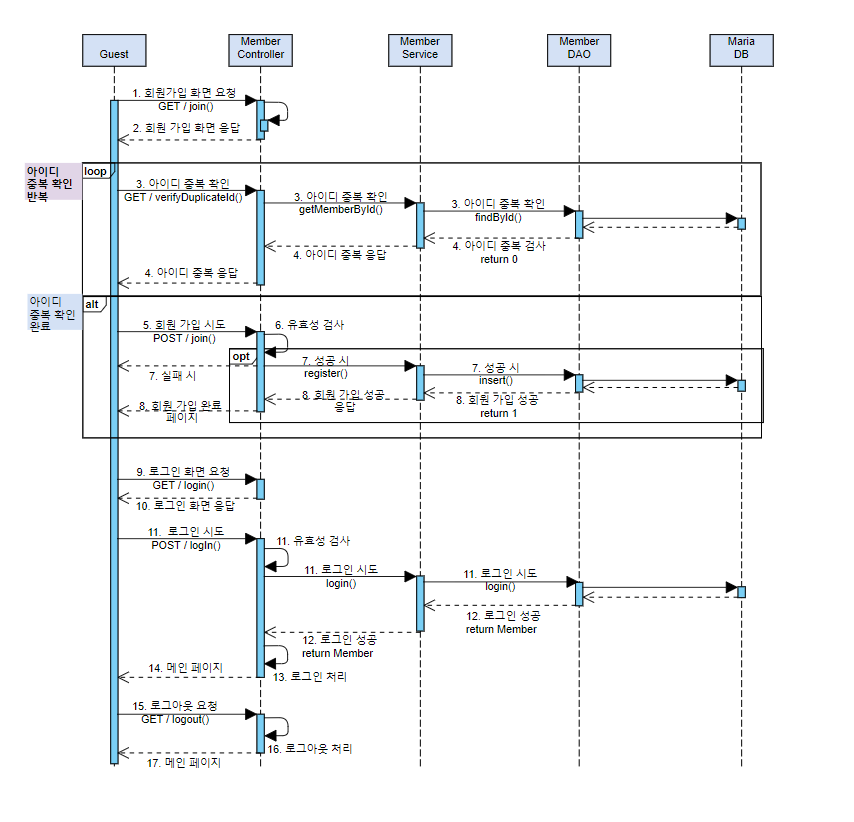 Guest
Member
Controller
Member
Service
Member
DAO
Maria
DB
1. 회원가입 화면 요청
GET / join()
2. 회원 가입 화면 응답
아이디
중복 확인
반복
loop
3. 아이디 중복 확인
GET / verifyDuplicateId()
3. 아이디 중복 확인
getMemberById()
3. 아이디 중복 확인
findById()
4. 아이디 중복 검사
return 0
4. 아이디 중복 응답
4. 아이디 중복 응답
아이디
중복 확인
완료
alt
5. 회원 가입 시도
POST / join()
6. 유효성 검사
opt
7. 성공 시
register()
7. 성공 시
insert()
7. 실패 시
8. 회원 가입 성공
return 1
8. 회원 가입 성공
응답
8. 회원 가입 완료
페이지
9. 로그인 화면 요청
GET / login()
10. 로그인 화면 응답
11. 로그인 시도
POST / logIn()
11. 유효성 검사
11. 로그인 시도
login()
11. 로그인 시도
login()
12. 로그인 성공
return Member
12. 로그인 성공
return Member
13. 로그인 처리
14. 메인 페이지
15. 로그아웃 요청
GET / logout()
16. 로그아웃 처리
17. 메인 페이지